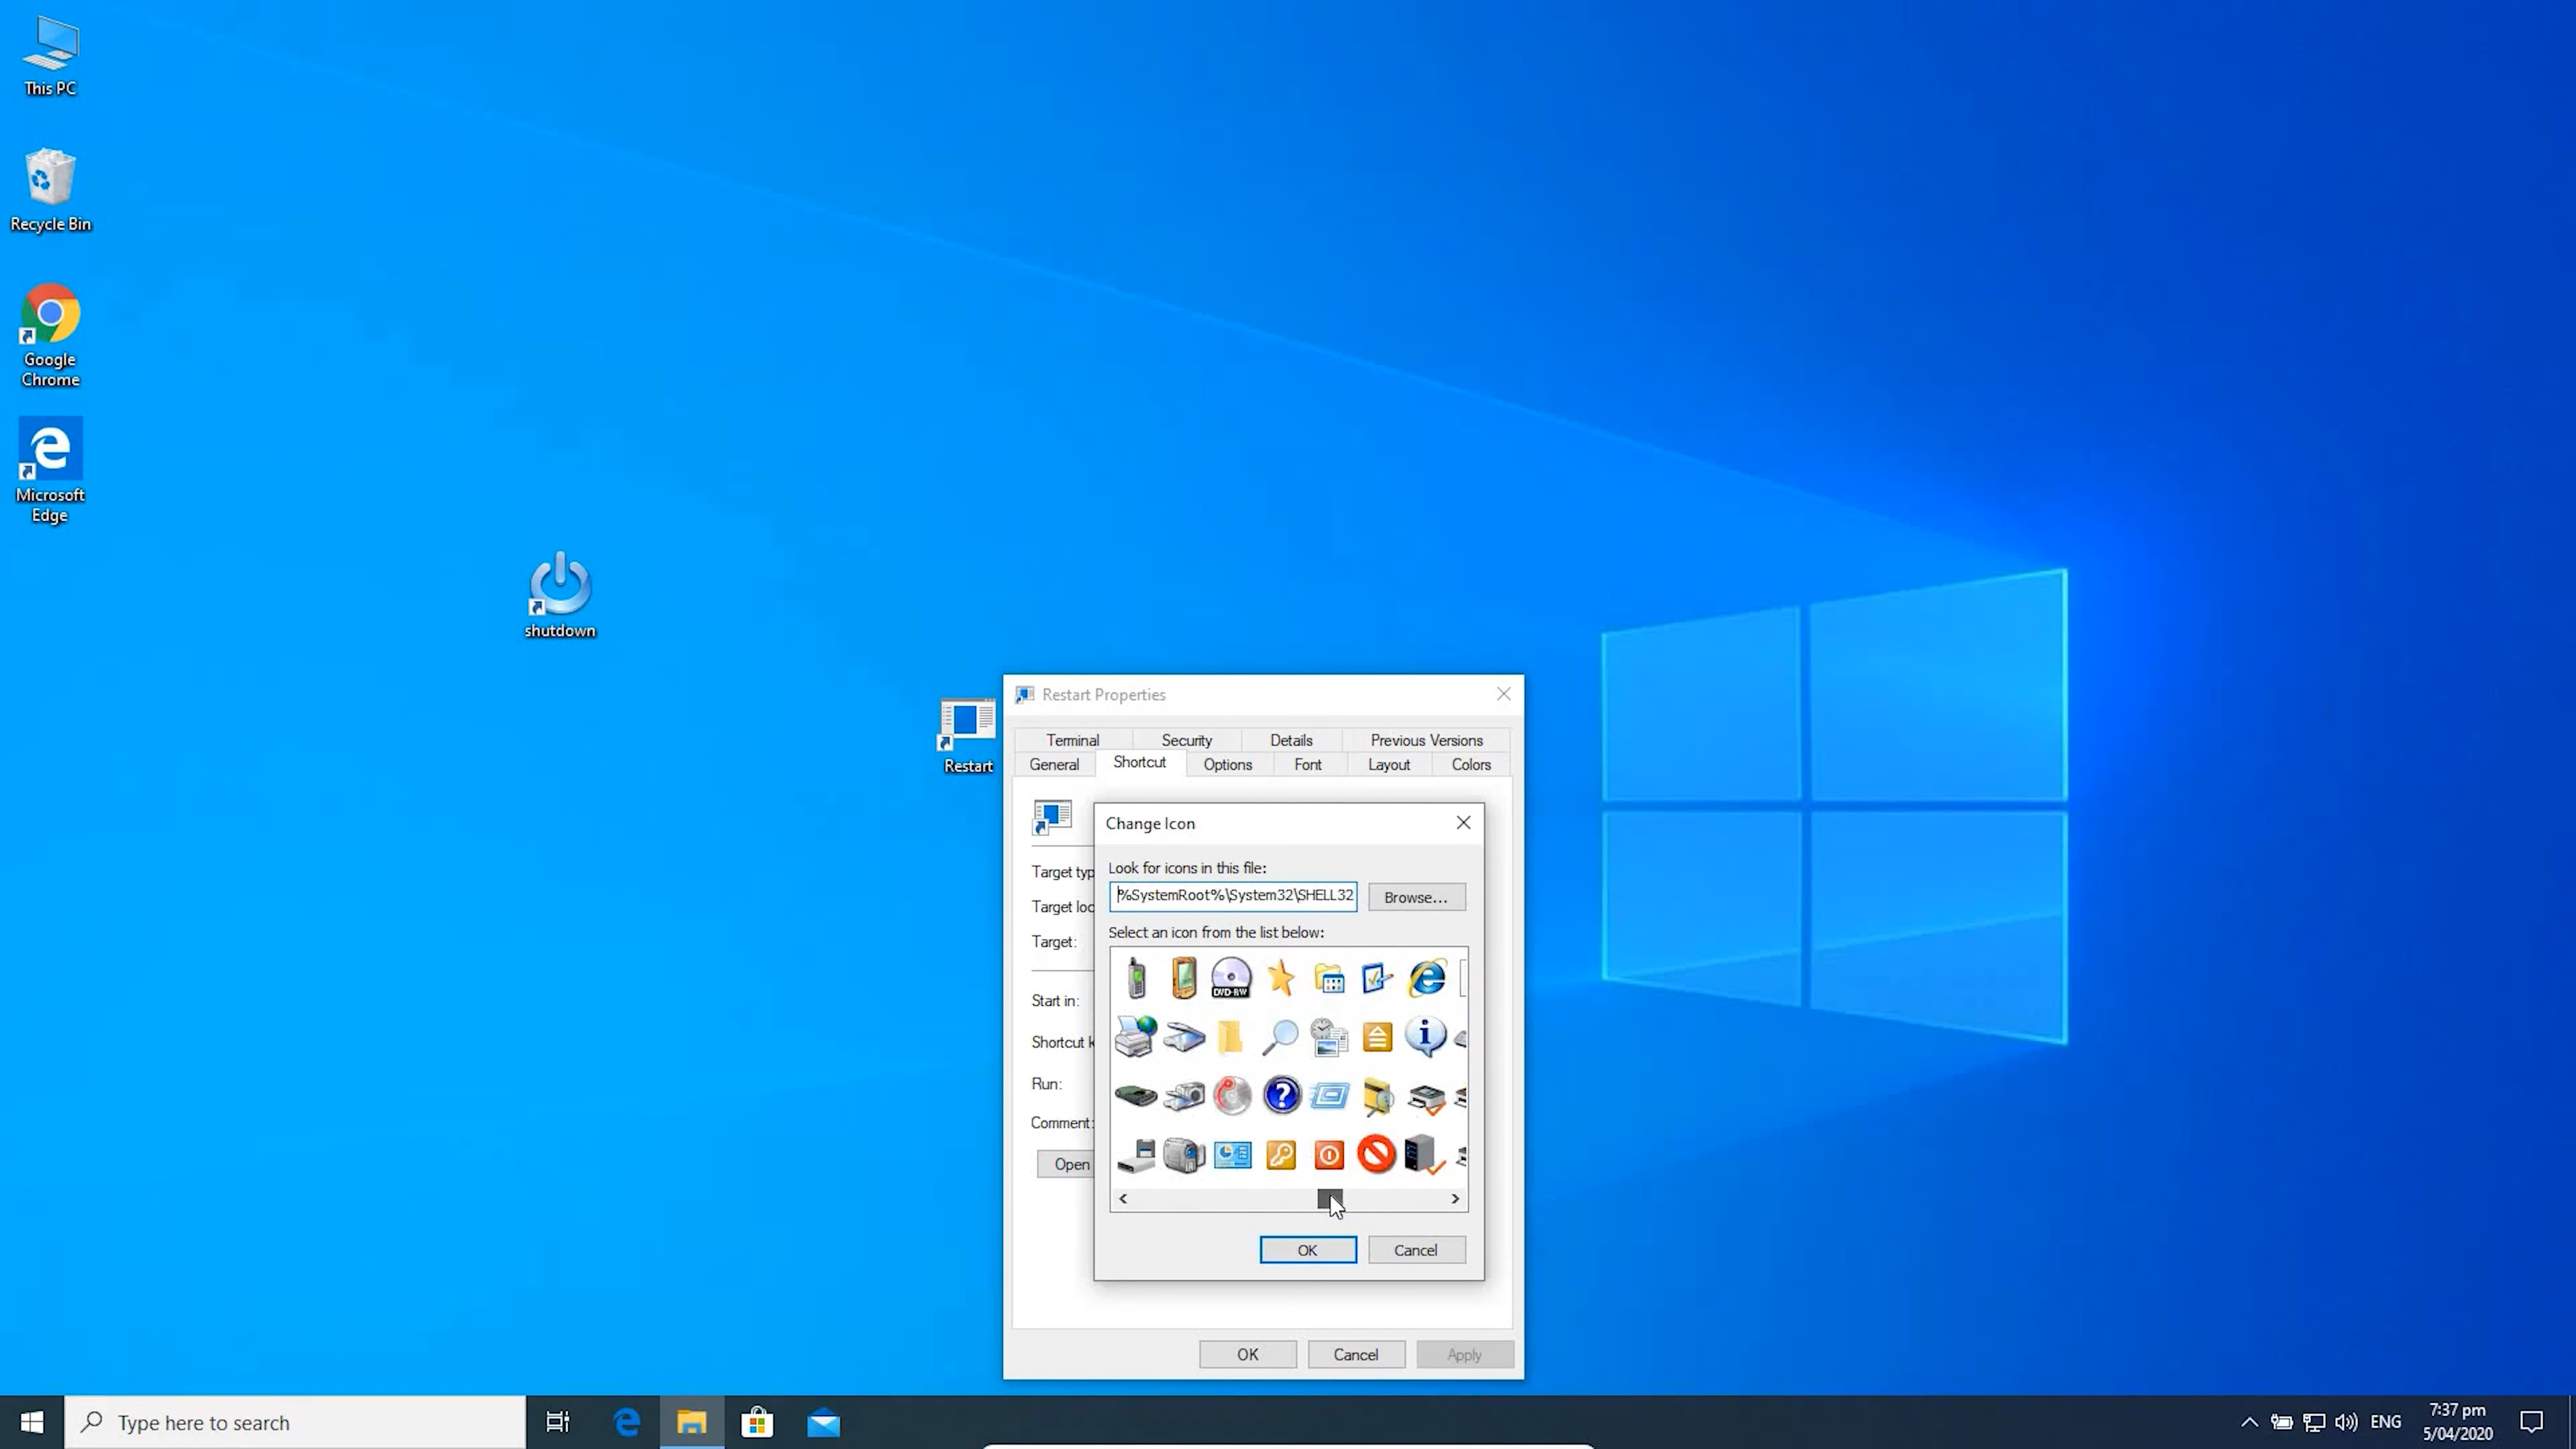 This PC
Recycle Bin
Google
Chrome
Microsoft
Edge
shutdown
Restart
Restart Properties
Terminal
Security
Details
Previous Versions
General
Shortcut
Options
Font
Layout
Colors
Target typ
Target loc
Target:
Start in:
Shortcut k
Run:
Comment:
Open
Change Icon
Look for icons in this file:
%SystemRoot%\System32\SHELL32
Browse...
Select an icon from the list below:
DVD-RW
OK
Cancel
OK
Cancel
Apply
Type here to search
ENG
7:37 pm
5/04/2020